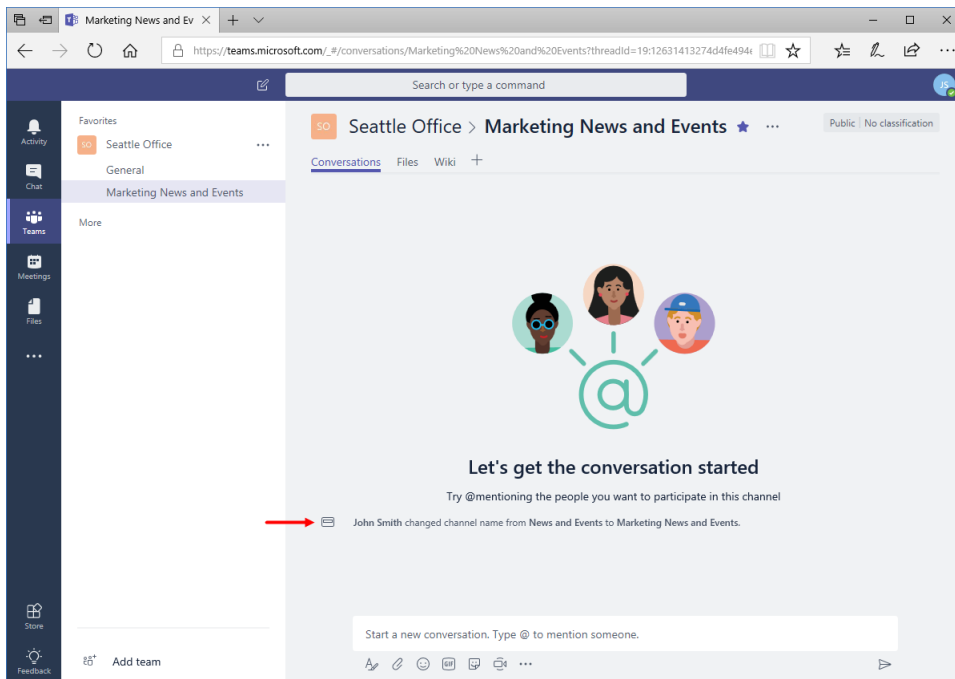 Marketing News and Ev
https://teams.microsoft.com/_#/conversations/Marketing%20News%20and%20Events?threadId=19:12631413274d4fe494e
Search or type a command
JS
Activity
Chat
Teams
Meetings
Files
Store
Feedback
Favorites
SO Seattle Office
General
Marketing News and Events
More
Add team
SO Seattle Office > Marketing News and Events
Public No classification
Conversations Files Wiki
@
Let's get the conversation started
Try @mentioning the people you want to participate in this channel
John Smith changed channel name from News and Events to Marketing News and Events.
Start a new conversation. Type @ to mention someone.
GIF